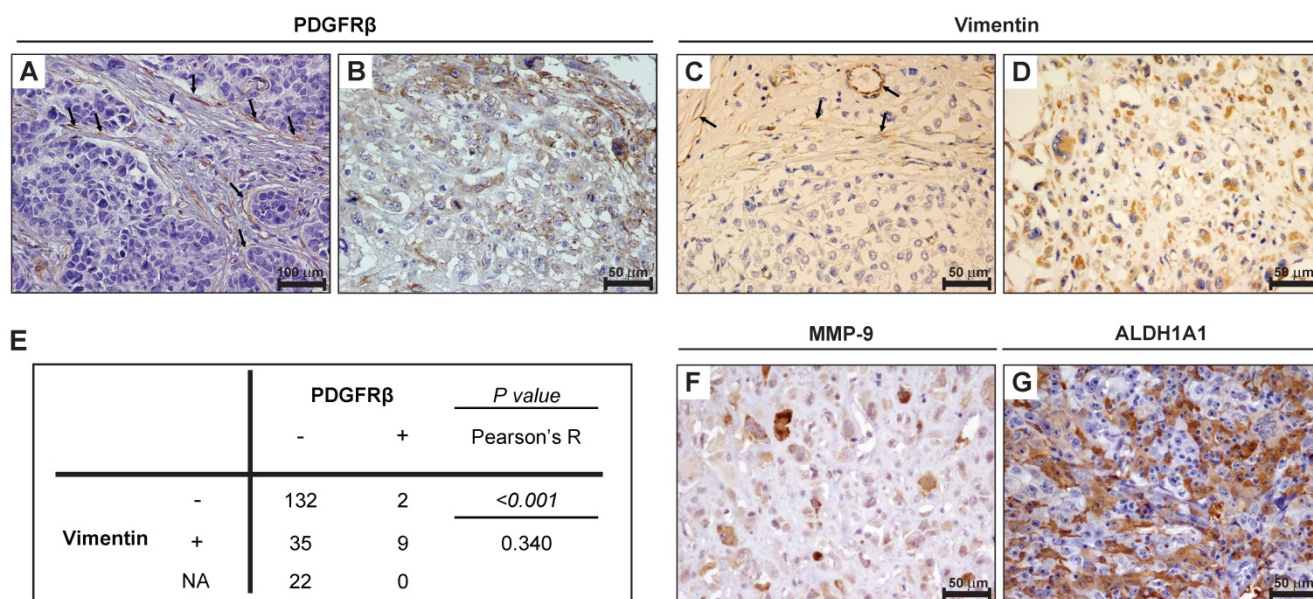 PDGFRβ
Vimentin
A
B
C
D
100 μm
50 μm
50 μm
50 μm
E
PDGFRβ
P value
- +
Pearson's R
- 132 2 <0.001
Vimentin + 35 9 0.340
NA 22 0
MMP-9
ALDH1A1
F
G
50 μm
50 μm